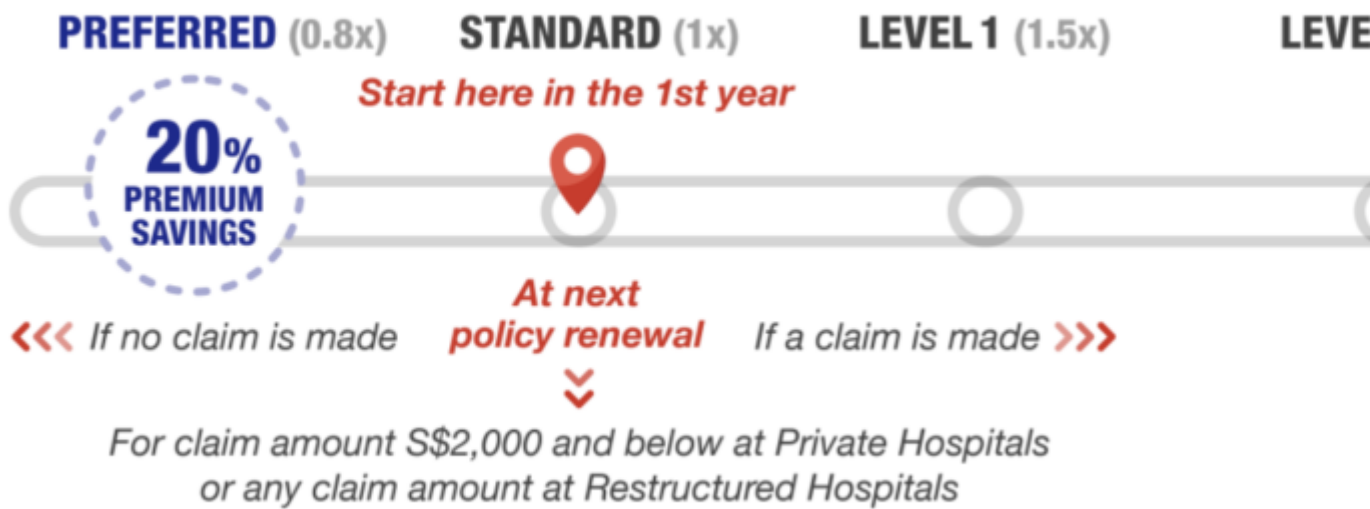 PREFERRED (0.8x) STANDARD (1x) LEVEL 1 (1.5x)
Start here in the 1st year
20%
PREMIUM
SAVINGS
At next
policy renewal
If no claim is made
If a claim is made
For claim amount S$2,000 and below at Private Hospitals
or any claim amount at Restructured Hospitals